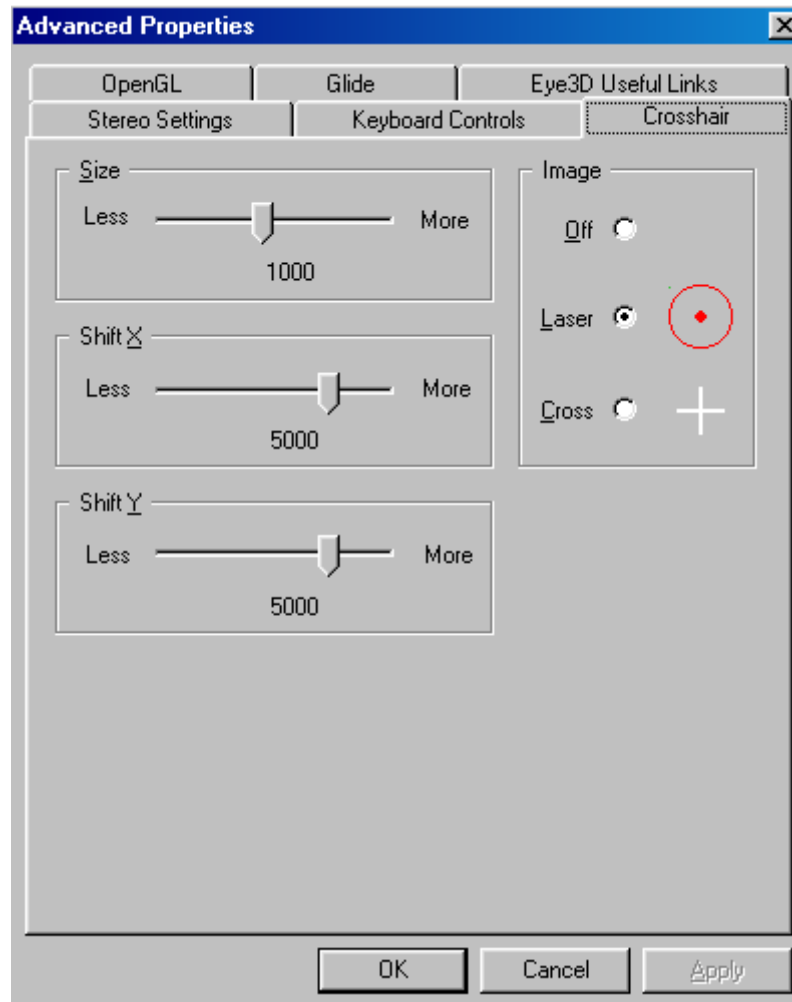 Advanced Properties
OpenGL Glide Eye3D Useful Links
Stereo Settings Keyboard Controls Crosshair
Size
Less More
1000
Shift X
Less More
5000
Shift Y
Less More
5000
Image
Off
Laser
Cross
OK Cancel Apply